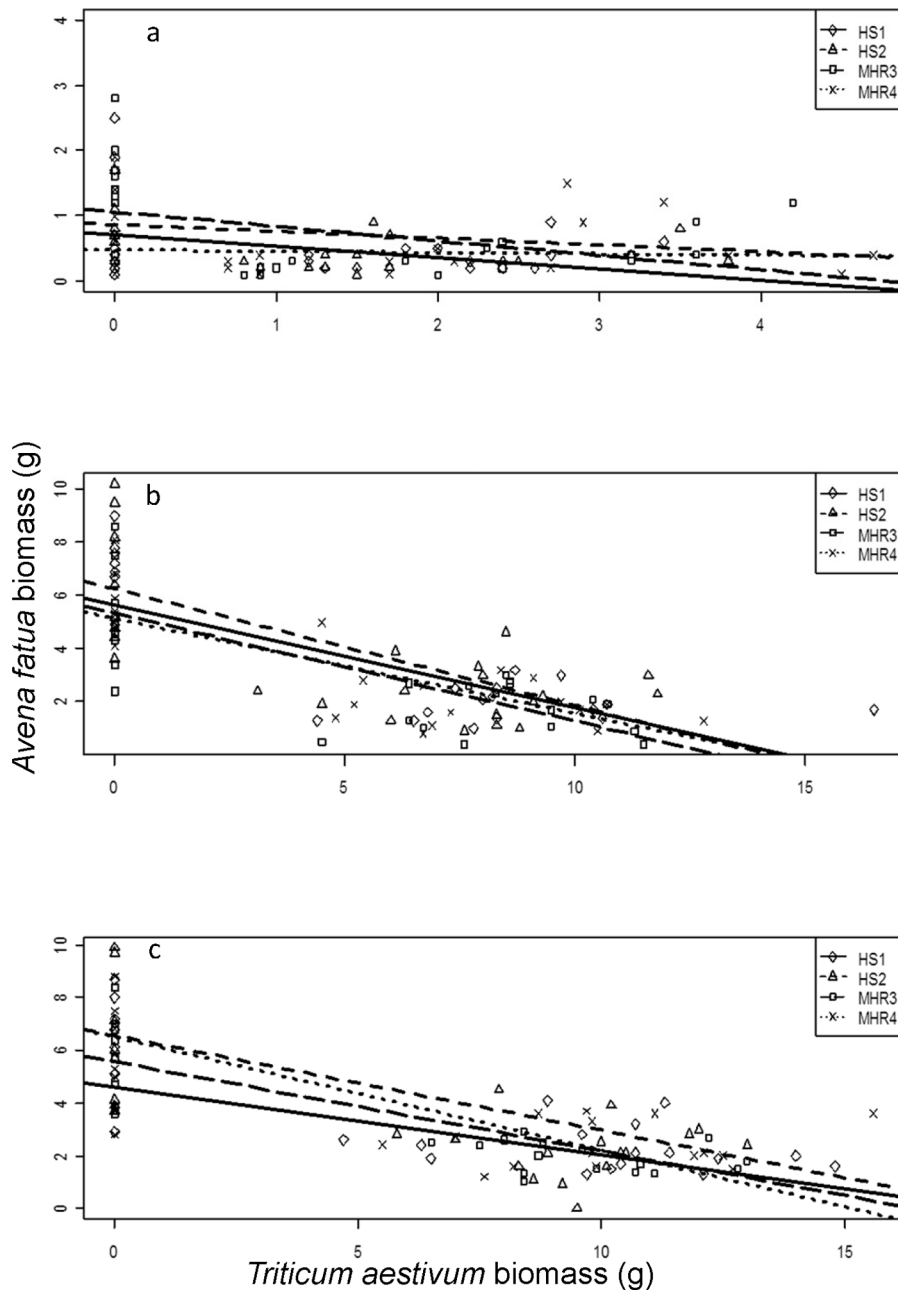 a
HS1
HS2
MHR3
MHR4
4
3
2
1
0
0 1 2 3 4
b
HS1
HS2
MHR3
MHR4
10
8
6
4
2
0 5 10 15
Avena fatua biomass (g)
c
HS1
HS2
MHR3
MHR4
10
8
6
4
2
0
0 5 10 15
Triticum aestivum biomass (g)